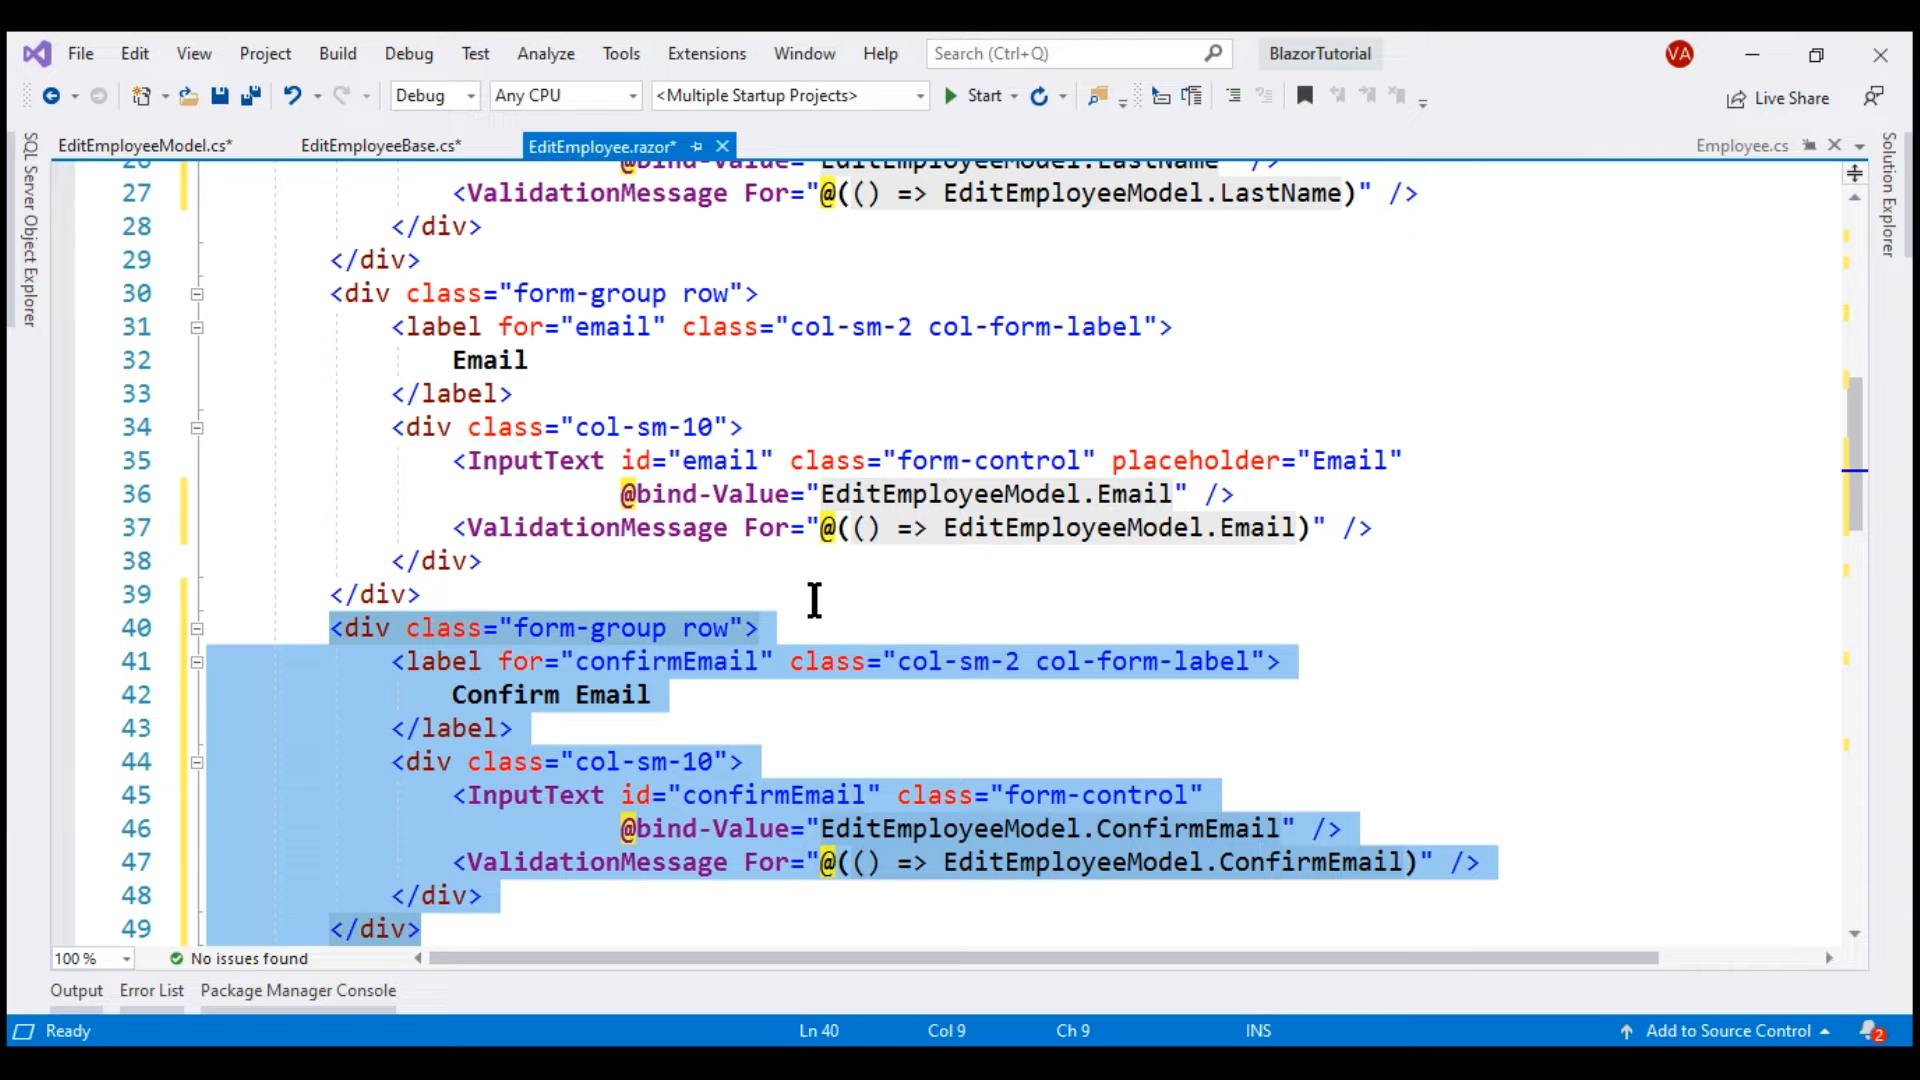 File Edit View Project Build Debug Test Analyze Tools Extensions Window Help Search (Ctrl+Q) BlazorTutorial VA
Debug Any CPU <Multiple Startup Projects> Start Live Share
EditEmployeeModel.cs* EditEmployeeBase.cs* EditEmployee.razor* Employee.cs
SQL Server Object Explorer
Solution Explorer
26 @bind-Value="EditEmployeeModel.LastName" />
27 <ValidationMessage For="@(() => EditEmployeeModel.LastName)" />
28 </div>
29 </div>
30 <div class="form-group row">
31 <label for="email" class="col-sm-2 col-form-label">
32 Email
33 </label>
34 <div class="col-sm-10">
35 <InputText id="email" class="form-control" placeholder="Email"
36 @bind-Value="EditEmployeeModel.Email" />
37 <ValidationMessage For="@(() => EditEmployeeModel.Email)" />
38 </div>
39 </div>
40 <div class="form-group row">
41 <label for="confirmEmail" class="col-sm-2 col-form-label">
42 Confirm Email
43 </label>
44 <div class="col-sm-10">
45 <InputText id="confirmEmail" class="form-control"
46 @bind-Value="EditEmployeeModel.ConfirmEmail" />
47 <ValidationMessage For="@(() => EditEmployeeModel.ConfirmEmail)" />
48 </div>
49 </div>
100 % No issues found
Output Error List Package Manager Console
Ready Ln 40 Col 9 Ch 9 INS Add to Source Control 2